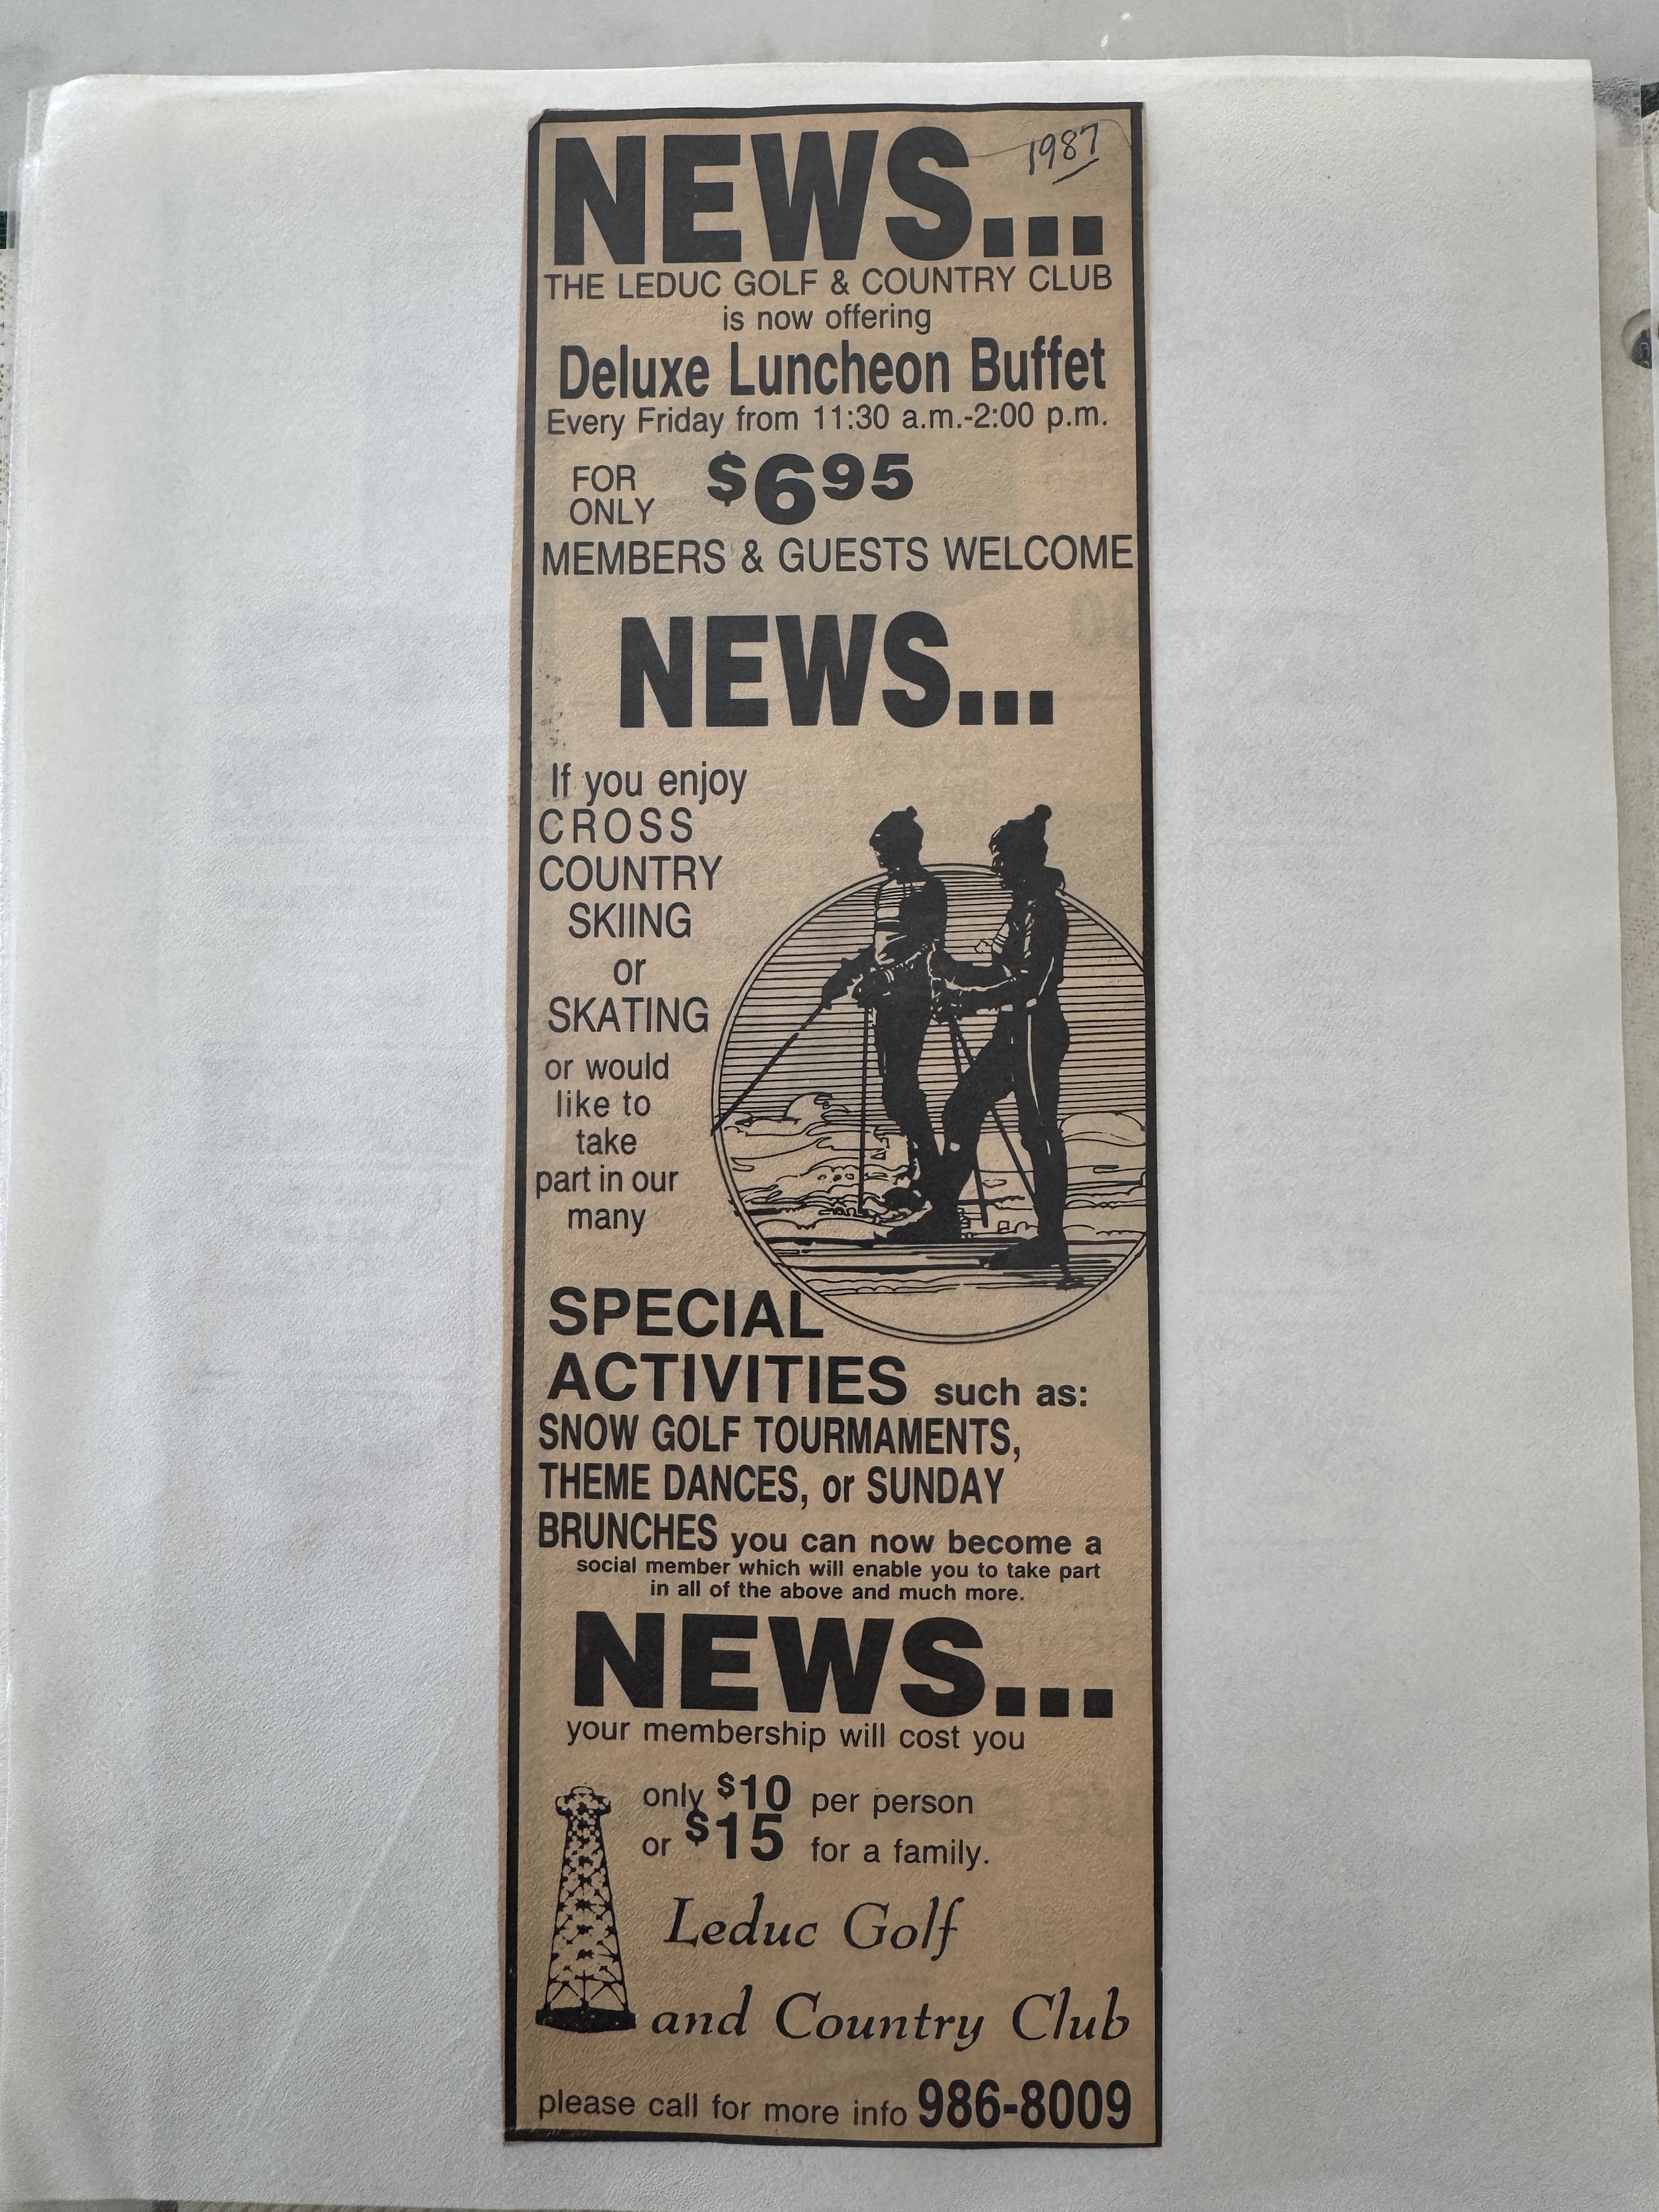 NEWS...
1987
THE LEDUC GOLF & COUNTRY CLUB
is now offering
Deluxe Luncheon Buffet
Every Friday from 11:30 a.m.-2:00 p.m.
FOR
ONLY
$6 95
MEMBERS & GUESTS WELCOME
NEWS...
If you enjoy
CROSS
COUNTRY
SKIING
or
SKATING
or would
like to
take
part in our
many
SPECIAL
ACTIVITIES such as:
SNOW GOLF TOURMAMENTS,
THEME DANCES, or SUNDAY
BRUNCHES you can now become a
social member which will enable you to take part
in all of the above and much more.
NEWS...
your membership will cost you
only $10 per person
or $15 for a family.
Leduc Golf
and Country Club
please call for more info 986-8009